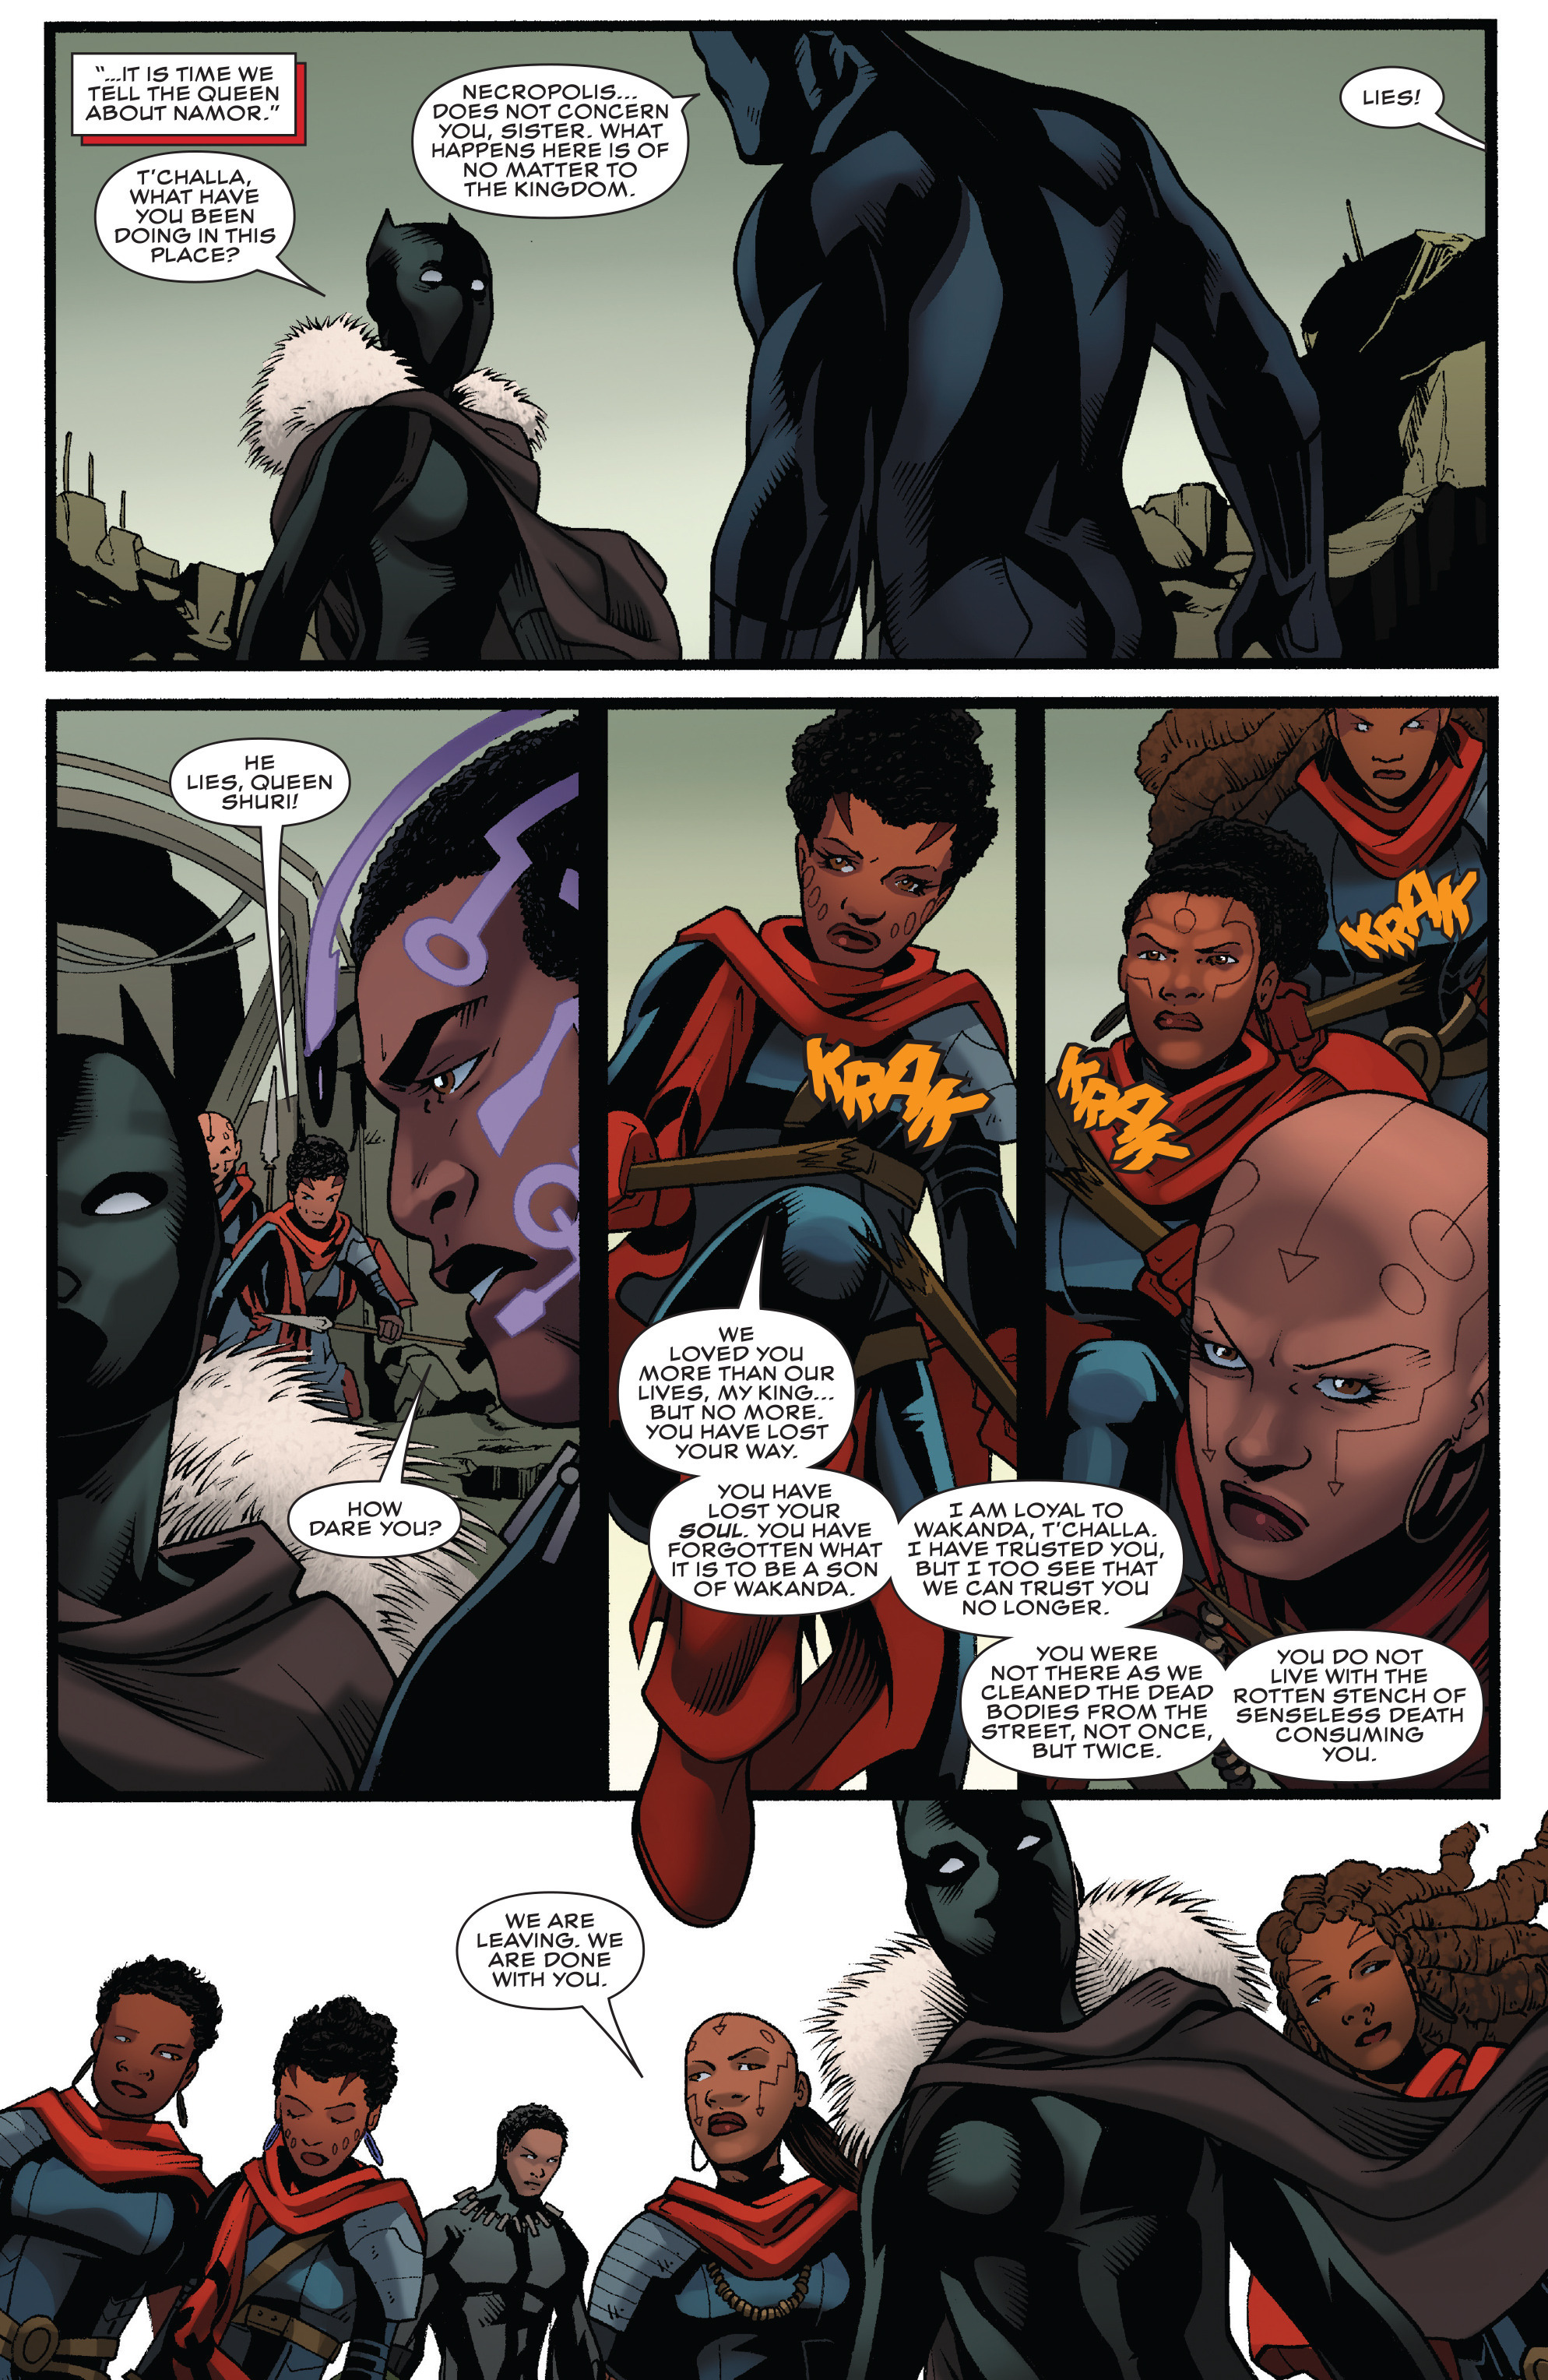 "...IT IS TIME WE
TELL THE QUEEN
ABOUT NAMOR."
T'CHALLA,
WHAT HAVE
YOU BEEN
DOING IN THIS
PLACE?
NECROPOLIS...
DOES NOT CONCERN
YOU, SISTER. WHAT
HAPPENS HERE IS OF
NO MATTER TO
THE KINGDOM.
LIES!
HE
LIES, QUEEN
SHURI!
HOW
DARE YOU?
KRAK
WE
LOVED YOU
MORE THAN OUR
LIVES, MY KING...
BUT NO MORE.
YOU HAVE LOST
YOUR WAY.
YOU HAVE
LOST YOUR
SOUL. YOU HAVE
FORGOTTEN WHAT
IT IS TO BE A SON
OF WAKANDA.
KRAK
KRAK
I AM LOYAL TO
WAKANDA, T'CHALLA.
I HAVE TRUSTED YOU,
BUT I TOO SEE THAT
WE CAN TRUST YOU
NO LONGER.
YOU WERE
NOT THERE AS WE
CLEANED THE DEAD
BODIES FROM THE
STREET, NOT ONCE,
BUT TWICE.
YOU DO NOT
LIVE WITH THE
ROTTEN STENCH OF
SENSELESS DEATH
CONSUMING
YOU.
WE ARE
LEAVING. WE
ARE DONE
WITH YOU.